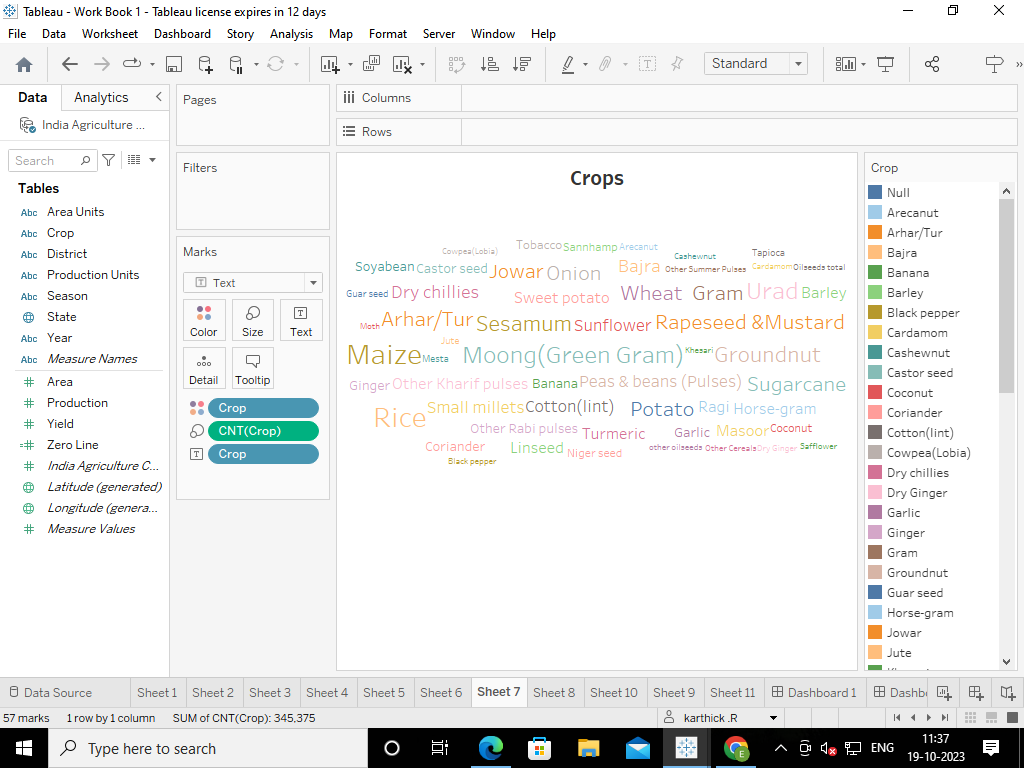 Tableau - Work Book 1 - Tableau license expires in 12 days
File Data Worksheet Dashboard Story Analysis Map Format Server Window Help
Standard
Data Analytics
India Agriculture ...
Search
Tables
Abc Area Units
Abc Crop
Abc District
Abc Production Units
Abc Season
State
Abc Year
Abc Measure Names
Area
Production
Yield
Zero Line
India Agriculture C...
Latitude (generated)
Longitude (genera...
Measure Values
Pages
Filters
Marks
Text
Color Size Text
Detail Tooltip
Crop
CNT(Crop)
Crop
Columns
Rows
Crops
Cowpea(Lobia) Tobacco Sannhamp Arecanut
Cashewnut Tapioca
Soyabean Castor seed Jowar Onion Bajra Other Summer Pulses Cardamom Oilseeds total
Guar seed Dry chillies Sweet potato Wheat Gram Urad Barley
Moth Arhar/Tur Sesamum Sunflower Rapeseed &Mustard
Jute
Maize Mesta Moong(Green Gram) Khesari Groundnut
Ginger Other Kharif pulses Banana Peas & beans (Pulses) Sugarcane
Rice Small millets Cotton(lint) Potato Ragi Horse-gram
Other Rabi pulses Turmeric Garlic Masoor Coconut
Coriander Linseed Niger seed other oilseeds Other Cereals Dry Ginger Safflower
Black pepper
Crop
Null
Arecanut
Arhar/Tur
Bajra
Banana
Barley
Black pepper
Cardamom
Cashewnut
Castor seed
Coconut
Coriander
Cotton(lint)
Cowpea(Lobia)
Dry chillies
Dry Ginger
Garlic
Ginger
Gram
Groundnut
Guar seed
Horse-gram
Jowar
Jute
Data Source Sheet 1 Sheet 2 Sheet 3 Sheet 4 Sheet 5 Sheet 6 Sheet 7 Sheet 8 Sheet 10 Sheet 9 Sheet 11 Dashboard 1 Dashb
57 marks 1 row by 1 column SUM of CNT(Crop): 345,375 karthick .R
Type here to search
E
ENG
11:37
19-10-2023